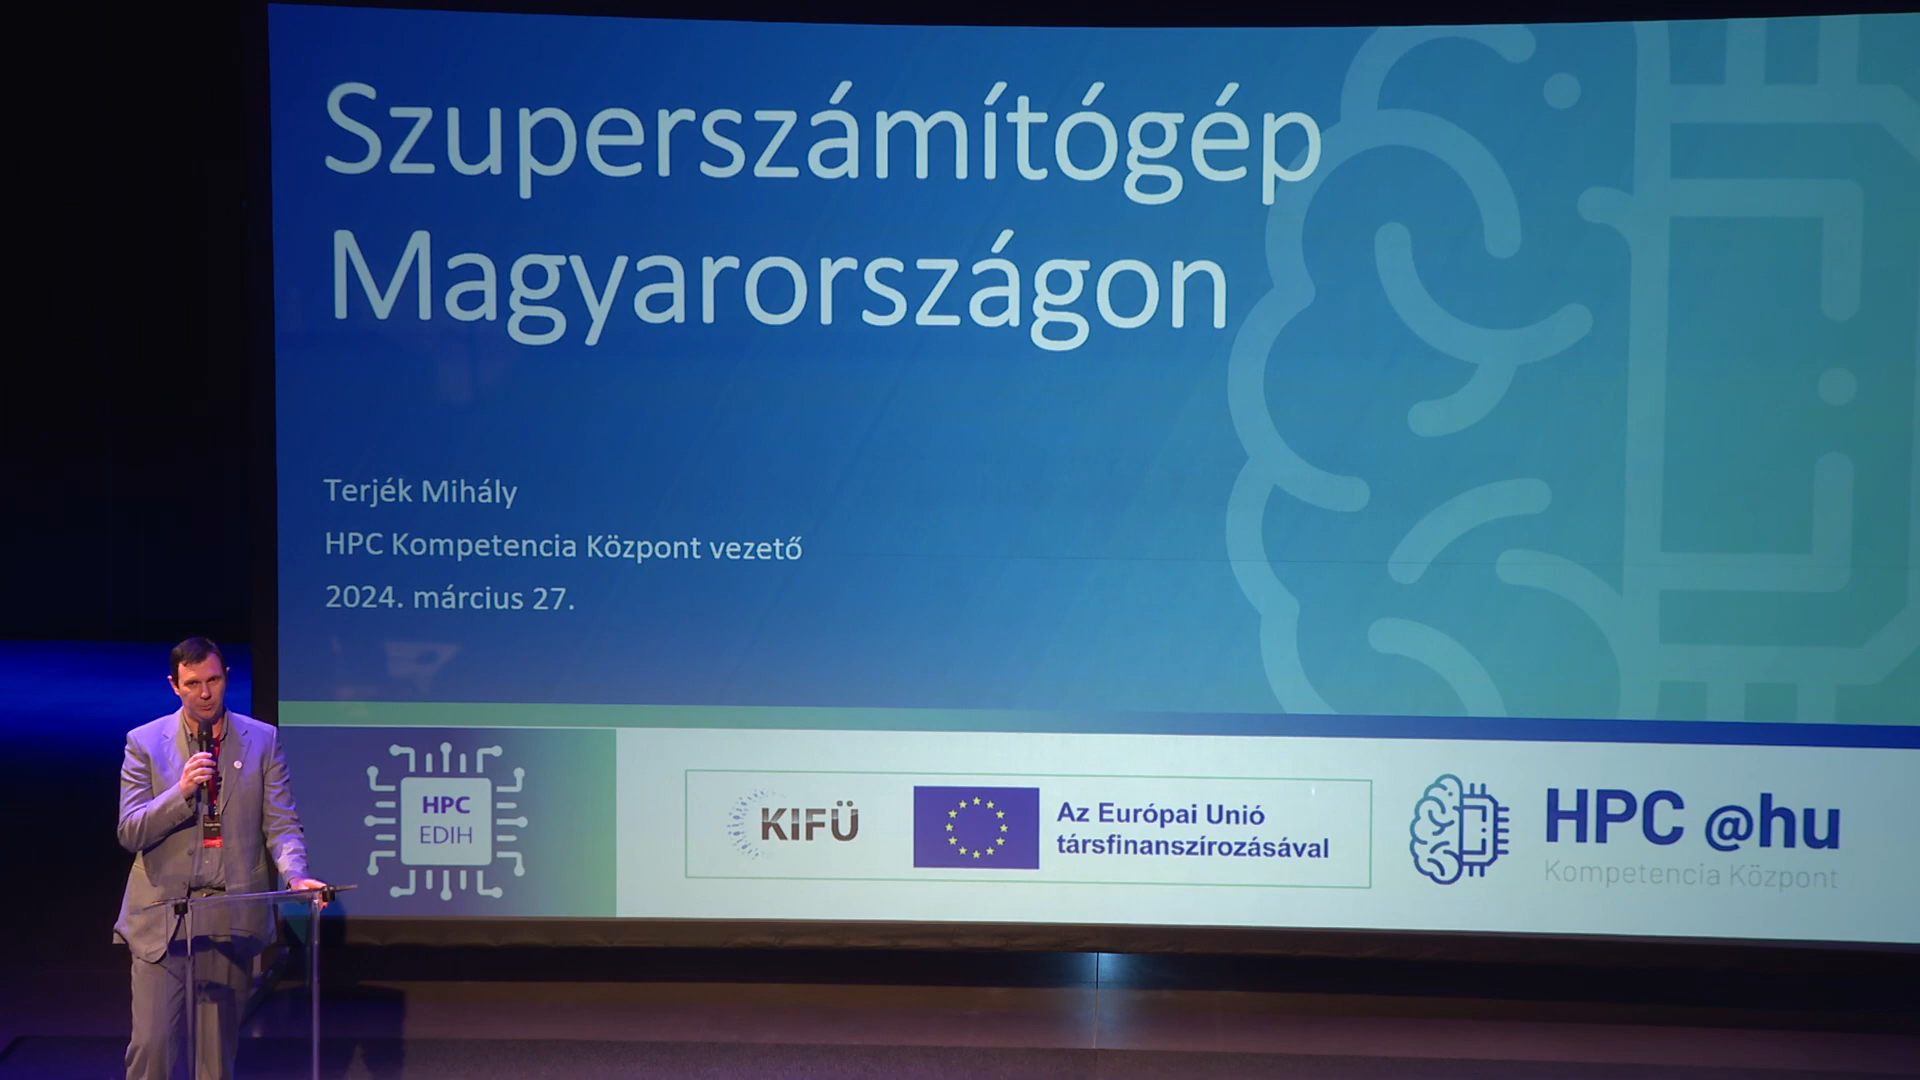 Szuperszámítógép
Magyarországon
Terjék Mihály
HPC Kompetencia Központ vezető
2024. március 27.
HPC
EDIH
KIFÜ
Az Európai Unió
társfinanszírozásával
HPC @hu
Kompetencia Központ